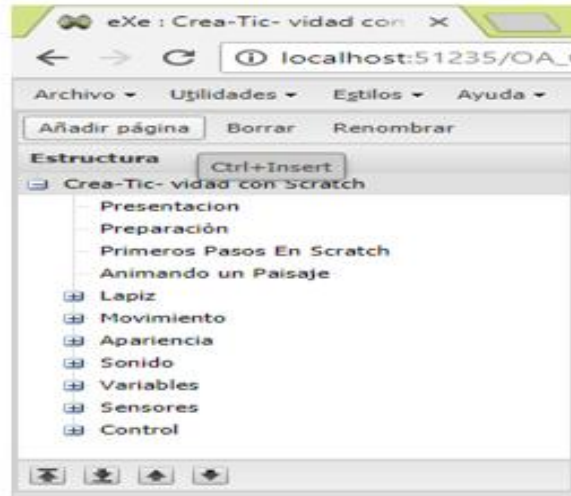 eXe : Crea-Tic- vidad con
localhost:51235/OA_
Archivo Utilidades Estilos Ayuda
Añadir página Borrar Renombrar
Estructura
Ctrl+Insert
Crea-Tic- vidad con Scratch
Presentacion
Preparación
Primeros Pasos En Scratch
Animando un Paisaje
Lapiz
Movimiento
Apariencia
Sonido
Variables
Sensores
Control